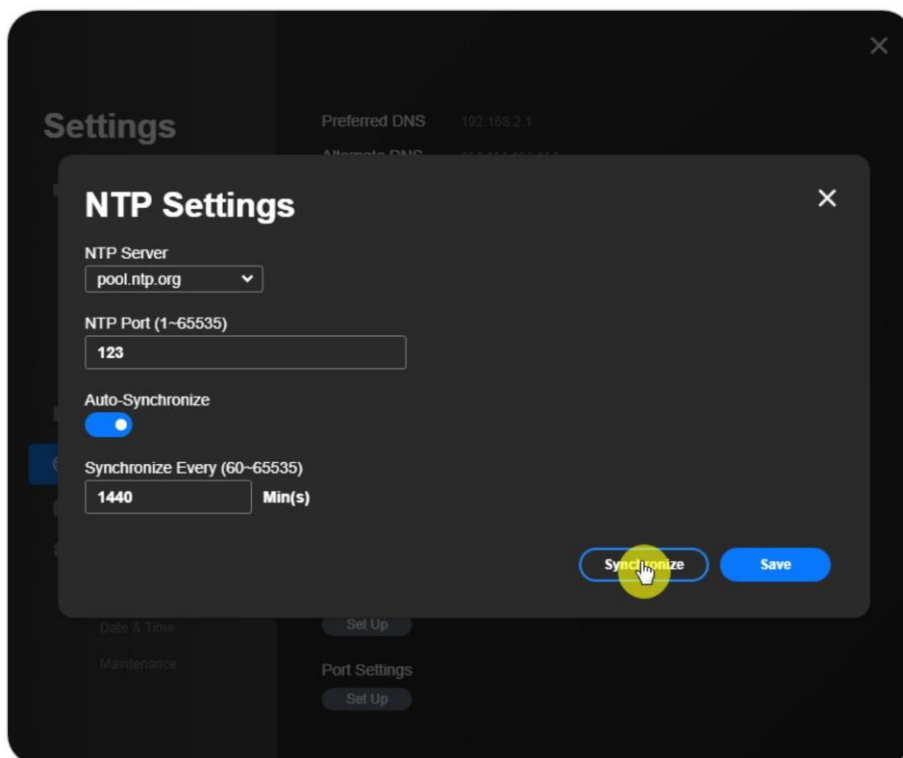 Settings
Preferred DNS 192.168.2.1
Alternate DNS
NTP Settings
NTP Server
pool.ntp.org
NTP Port (1~65535)
123
Auto-Synchronize
Synchronize Every (60~65535)
1440 Min(s)
Synchronize Save
Date & Time Set Up
Maintenance Port Settings
Set Up